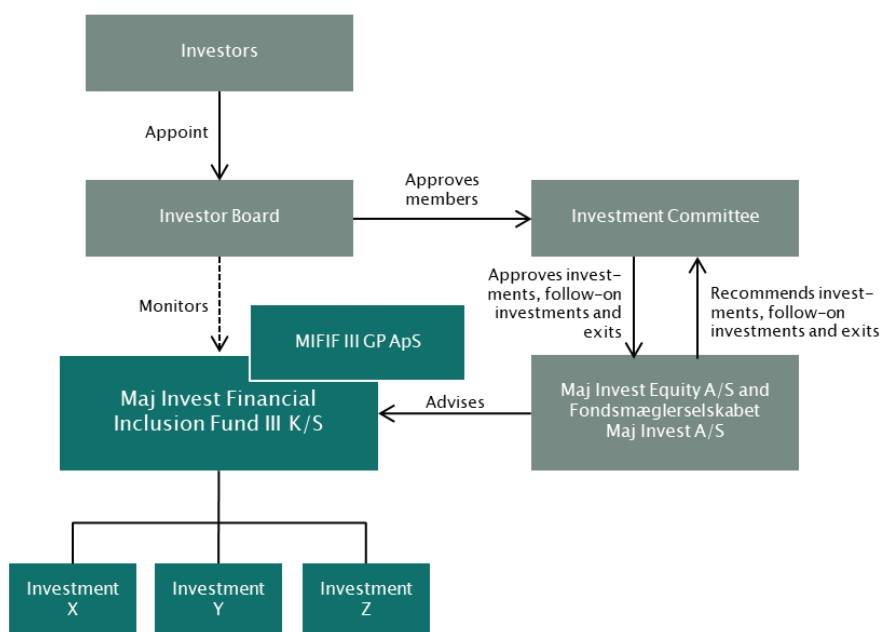 Investors
Appoint
Investor Board
Approves
members
Investment Committee
Monitors
Approves invest-
ments, follow-on
investments and
exits
Recommends invest-
ments, follow-on
investments and exits
MIFIF III GP ApS
Maj Invest Financial
Inclusion Fund III K/S
Advises
Maj Invest Equity A/S and
Fondsmæglerselskabet
Maj Invest A/S
Investment
X
Investment
Y
Investment
Z